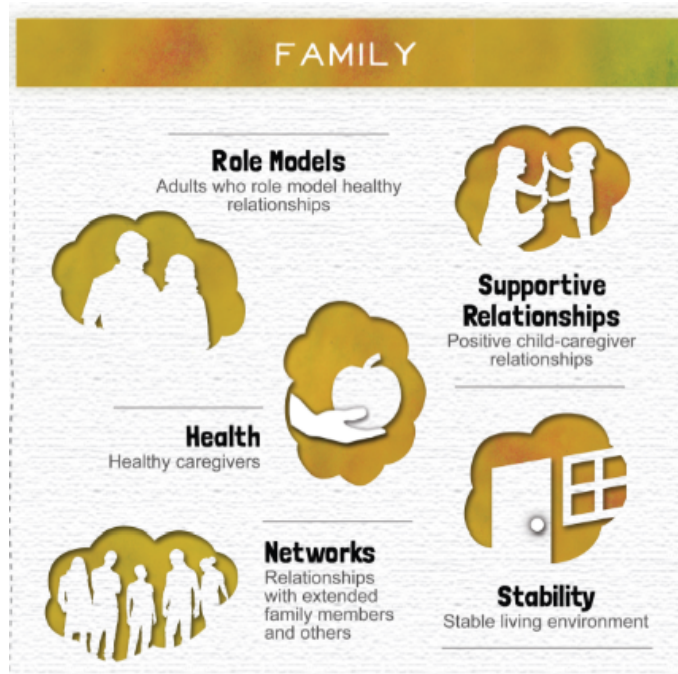 FAMILY
Role Models
Adults who role model healthy
relationships
Supportive
Relationships
Positive child-caregiver
relationships
Health
Healthy caregivers
Networks
Relationships
with extended
family members
and others
Stability
Stable living environment